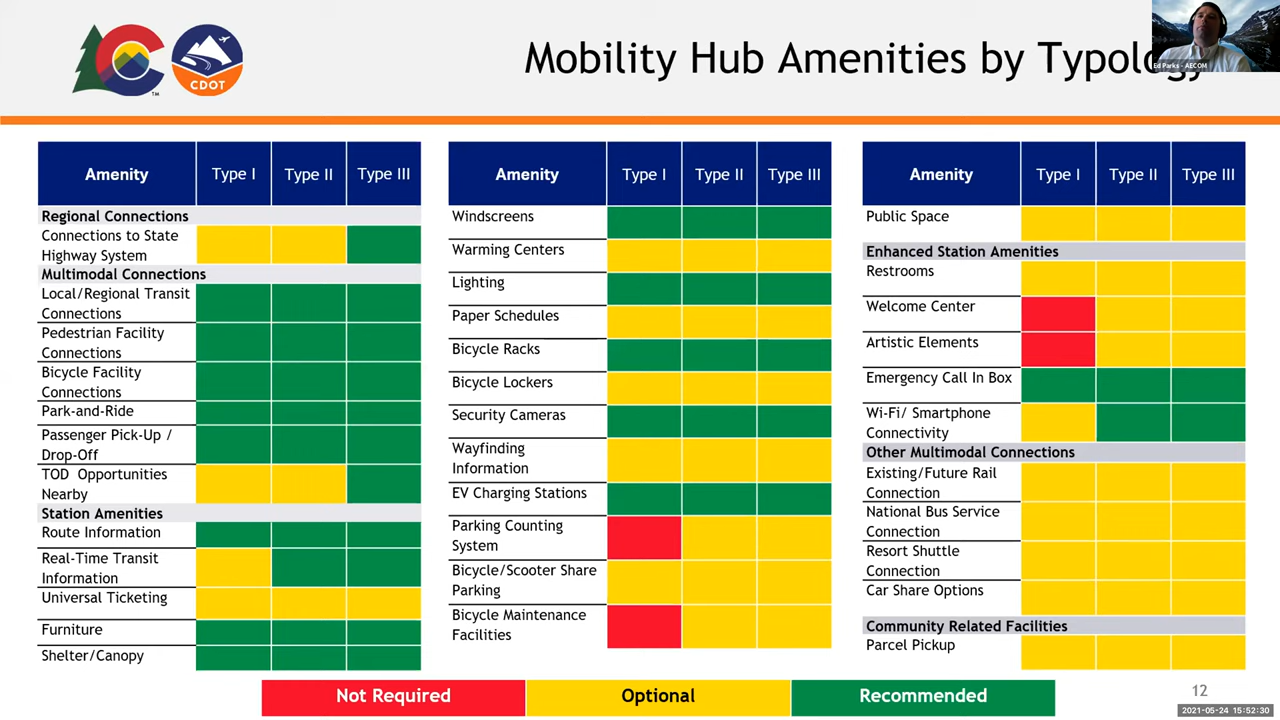 CDOT
TM
Mobility Hub Amenities by Typology
Ed Parks - AECOM
Amenity Type I Type II Type III
Regional Connections
Connections to State
Highway System
Multimodal Connections
Local/Regional Transit
Connections
Pedestrian Facility
Connections
Bicycle Facility
Connections
Park-and-Ride
Passenger Pick-Up /
Drop-Off
TOD Opportunities
Nearby
Station Amenities
Route Information
Real-Time Transit
Information
Universal Ticketing
Furniture
Shelter/Canopy
Amenity Type I Type II Type III
Windscreens
Warming Centers
Lighting
Paper Schedules
Bicycle Racks
Bicycle Lockers
Security Cameras
Wayfinding
Information
EV Charging Stations
Parking Counting
System
Bicycle/Scooter Share
Parking
Bicycle Maintenance
Facilities
Amenity Type I Type II Type III
Public Space
Enhanced Station Amenities
Restrooms
Welcome Center
Artistic Elements
Emergency Call In Box
Wi-Fi/ Smartphone
Connectivity
Other Multimodal Connections
Existing/Future Rail
Connection
National Bus Service
Connection
Resort Shuttle
Connection
Car Share Options
Community Related Facilities
Parcel Pickup
Not Required Optional Recommended
12
2021-05-24 15:52:30